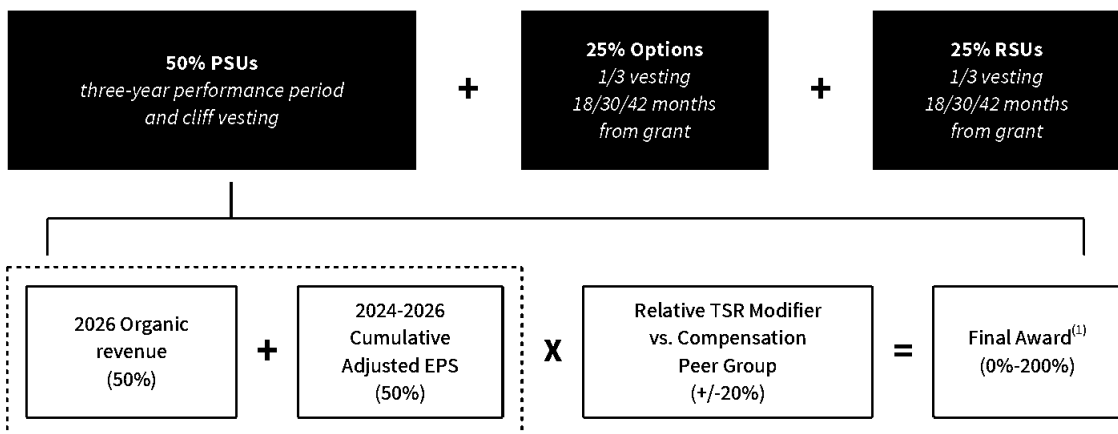 50% PSUs
three-year performance period
and cliff vesting
+
25% Options
1/3 vesting
18/30/42 months
from grant
+
25% RSUs
1/3 vesting
18/30/42 months
from grant
2026 Organic
revenue
(50%)
+
2024-2026
Cumulative
Adjusted EPS
(50%)
X
Relative TSR Modifier
vs. Compensation
Peer Group
(+/-20%)
=
Final Award(1)
(0%-200%)